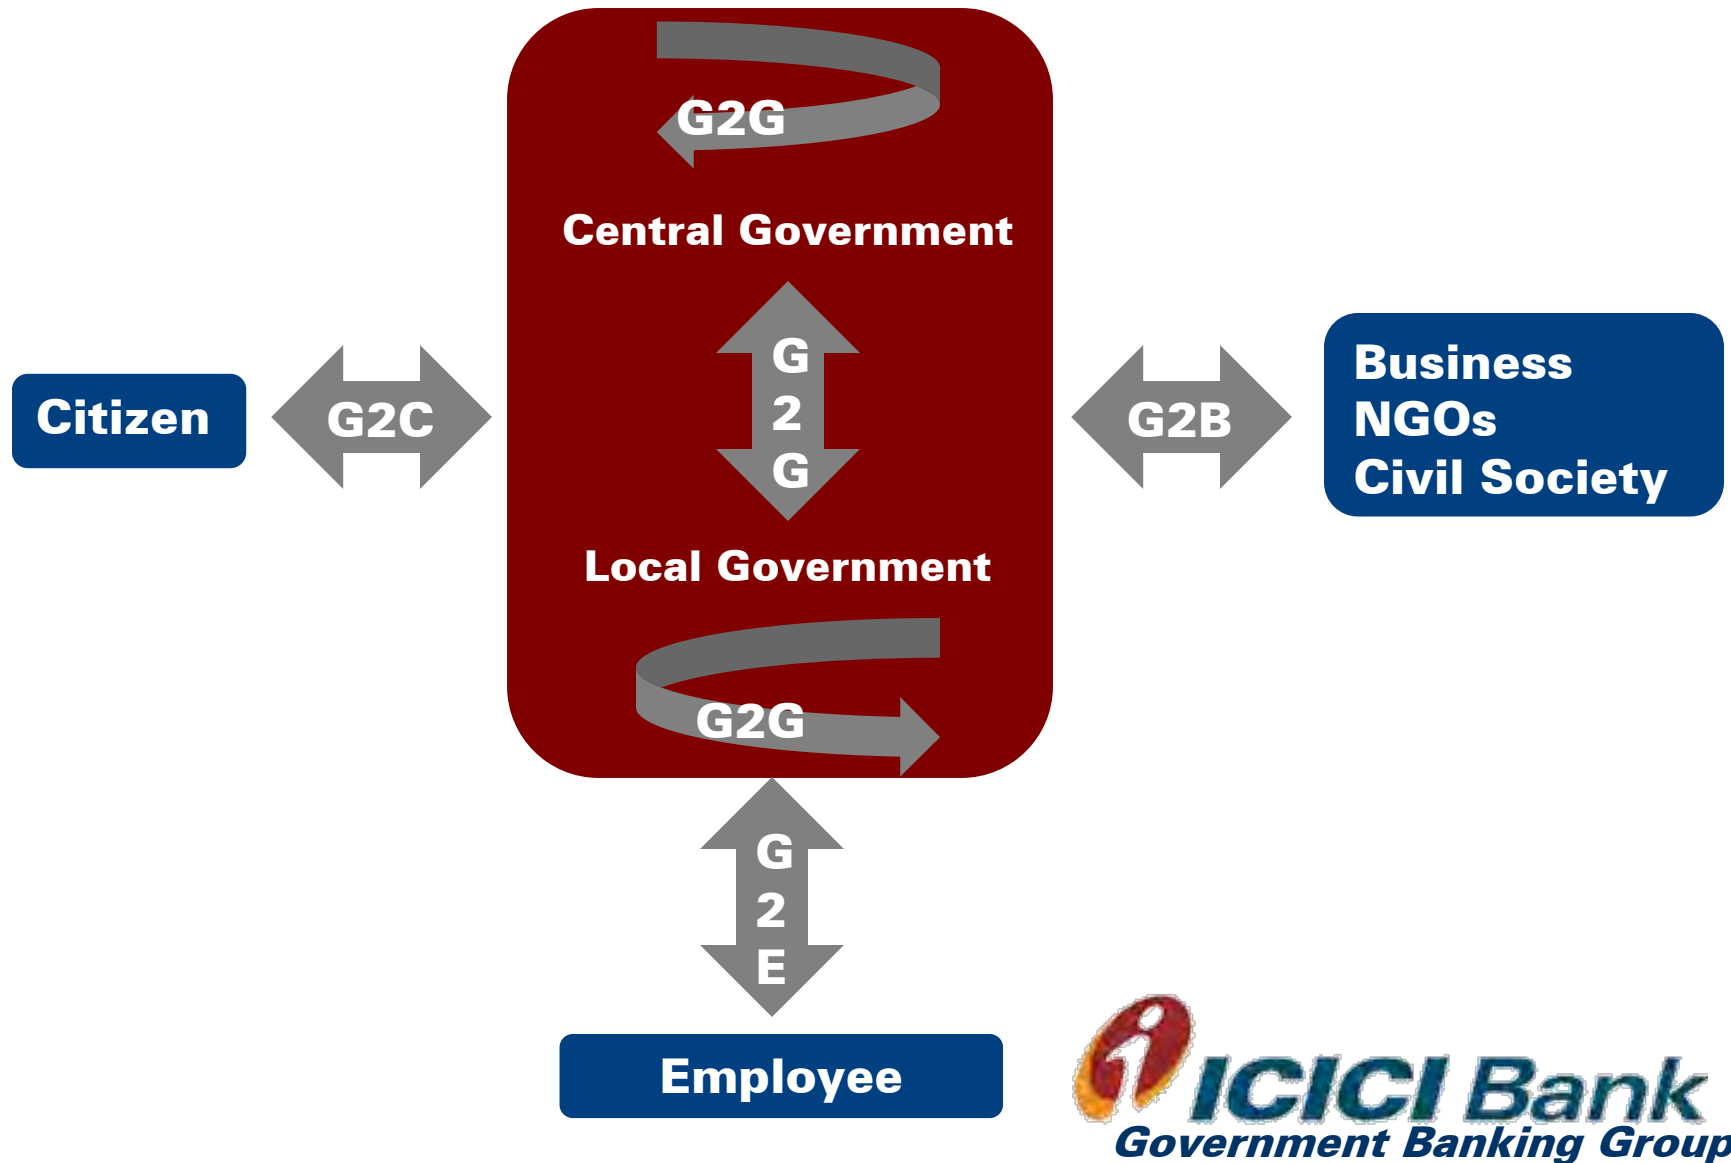 G2G
Central Government
G
2
G
Citizen
G2C
G2B
Business
NGOs
Civil Society
Local Government
G2G
G
2
E
Employee
ICICI Bank
Government Banking Group